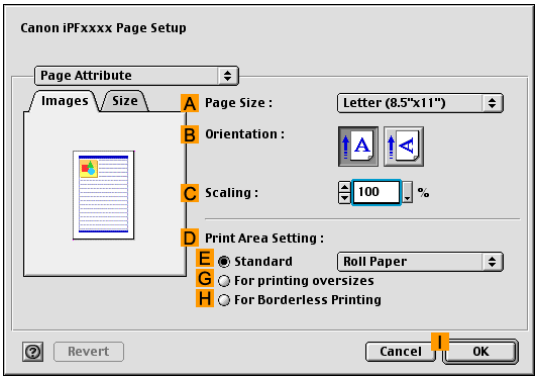 Canon iPFxxxx Page Setup
Page Attribute
Images Size
A Page Size : Letter (8.5"x11")
B Orientation : A A
C Scaling : 100 %
D Print Area Setting :
E Standard Roll Paper
G For printing oversizes
H For Borderless Printing
I
? Revert Cancel OK